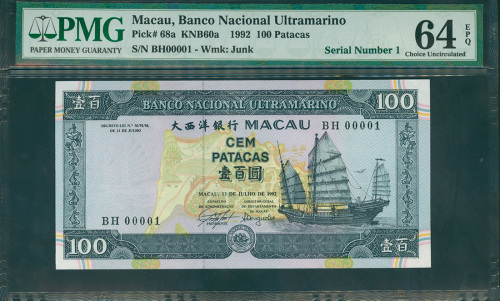 PMG
PAPER MONEY GUARANTY
Macau, Banco Nacional Ultramarino
Pick# 68a KNB60a 1992 100 Patacas
S/N BH00001 - Wmk: Junk
Serial Number 1
64 EPQ
Choice Uncirculated
壹百
BANCO NACIONAL ULTRAMARINO
100
大西洋銀行 MACAU
BH 00001
CEM
PATACAS
壹百圓
MACAU, 13 DE JULHO DE 1992
BH 00001
100
壹百